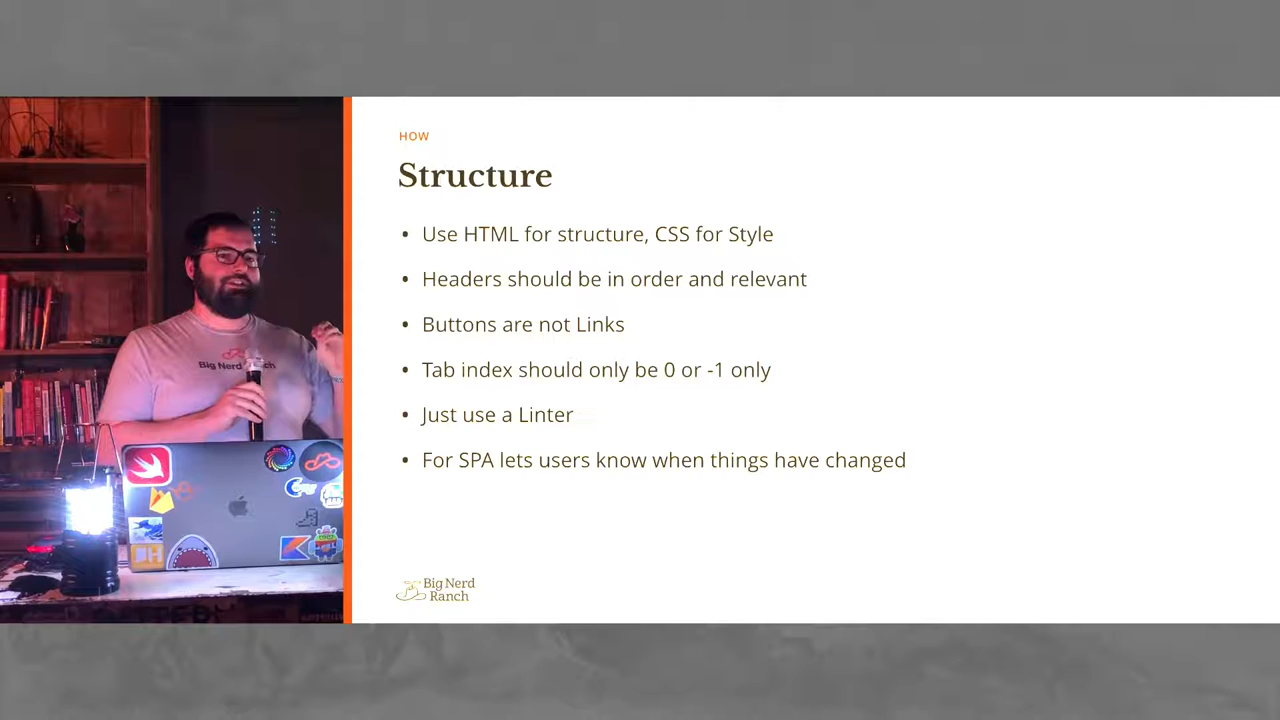 HOW
Structure
• Use HTML for structure, CSS for Style
• Headers should be in order and relevant
• Buttons are not Links
• Tab index should only be 0 or -1 only
• Just use a Linter
• For SPA lets users know when things have changed
Big Nerd
Ranch
Big Nerd